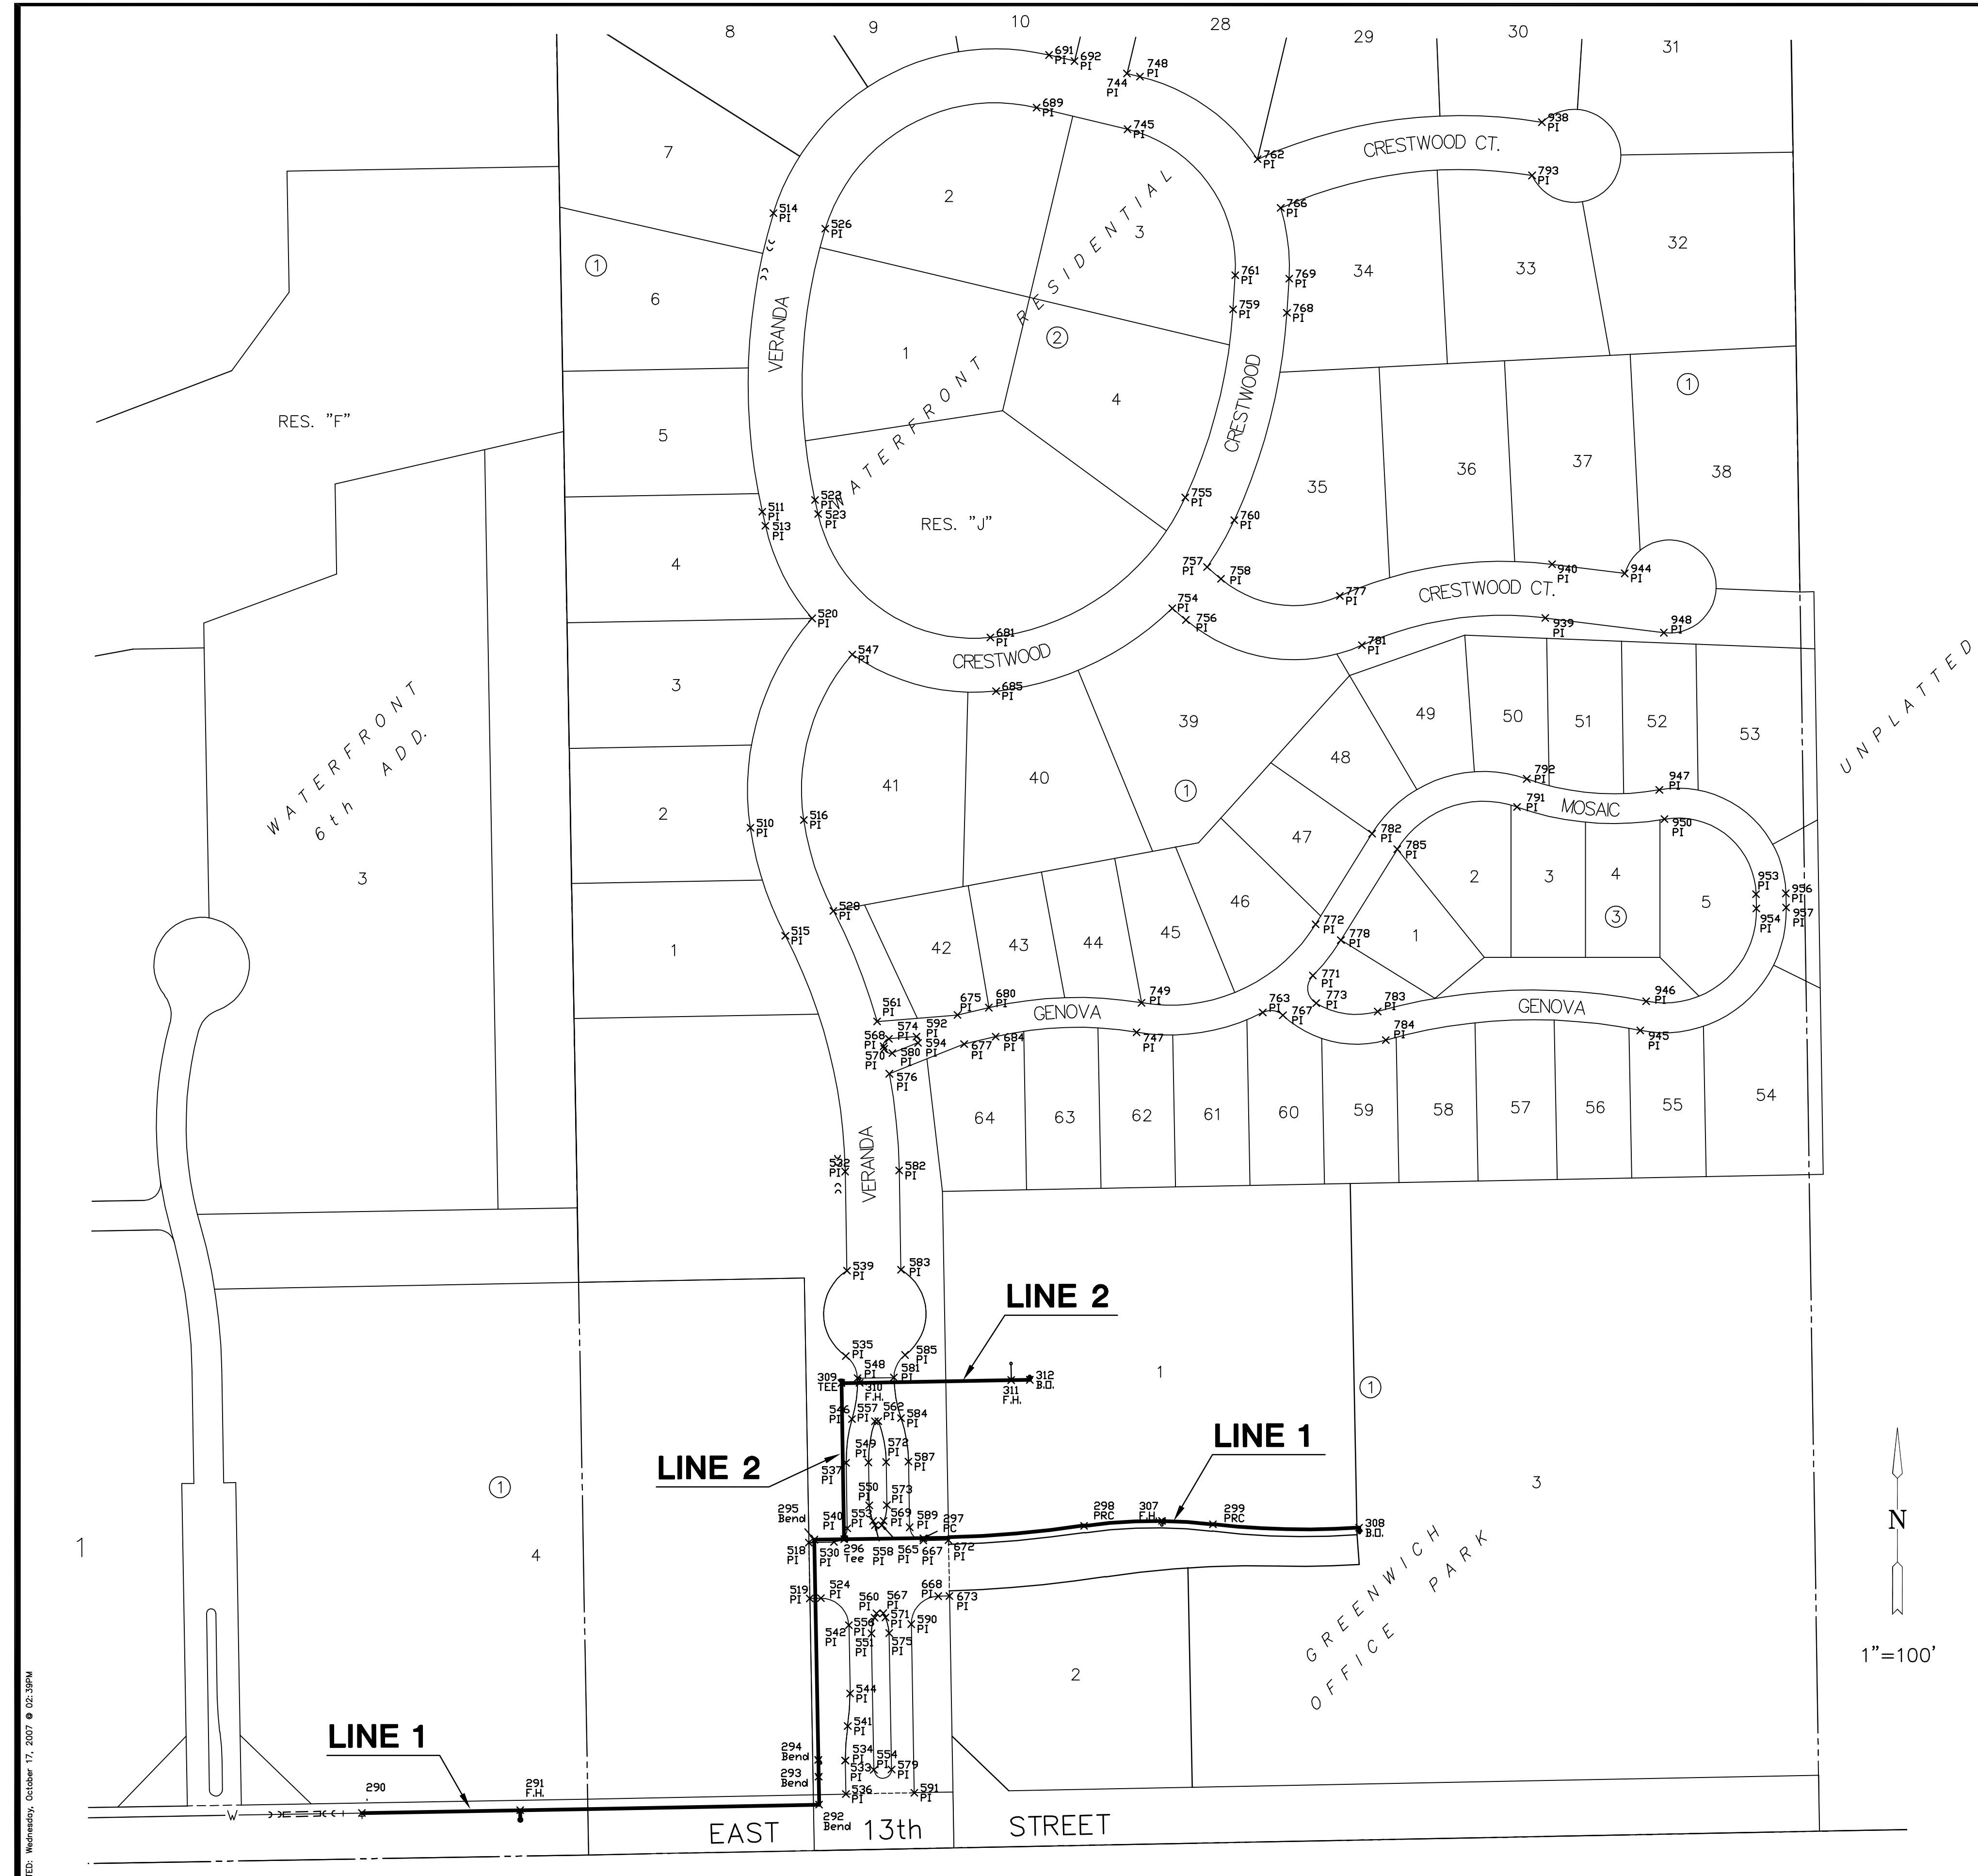 8
9
10
28
29
30
31
691
PI
692
PI
744
PI
748
PI
689
PI
745
PI
938
PI
CRESTWOOD CT.
762
PI
793
PI
7
2
3
514
PI
526
PI
766
PI
32
33
34
1
6
761
PI
769
PI
759
PI
768
PI
VERANDA
RESIDENTIAL
2
1
4
CRESTWOOD
1
RES. "F"
5
WATERFRONT
35
36
37
38
511
PI
513
PI
522
PI
523
PI
RES. "J"
755
PI
760
PI
4
757
PI
758
PI
777
PI
940
PI
944
PI
CRESTWOOD CT.
754
PI
756
PI
939
PI
948
PI
520
PI
547
PI
681
PI
781
PI
CRESTWOOD
685
PI
3
UNPLATTED
WATERFRONT
6th ADD.
3
39
49
50
51
52
53
48
41
40
1
792
PI
947
PI
791
PI
MOSAIC
950
PI
2
510
PI
516
PI
47
782
PI
785
PI
2
3
4
5
3
953
PI
956
PI
954
PI
957
PI
46
528
PI
772
PI
778
PI
1
1
515
PI
42
43
44
45
771
PI
773
PI
561
PI
675
PI
680
PI
749
PI
763
PI
767
PI
783
PI
784
PI
946
PI
945
PI
GENOVA
GENOVA
568
PI
574
PI
592
PI
594
PI
570
PI
580
PI
677
PI
684
PI
747
PI
576
PI
64
63
62
61
60
59
58
57
56
55
54
VERANDA
532
PI
582
PI
539
PI
583
PI
LINE 2
535
PI
585
PI
548
PI
581
PI
309
TEE
310
F.H.
311
F.H.
312
B.O.
1
1
546
PI
557
PI
562
PI
584
PI
LINE 2
LINE 1
549
PI
572
PI
587
PI
537
PI
1
3
550
PI
573
PI
295
Bend
540
PI
553
PI
569
PI
589
PI
297
PC
298
PRC
307
F.H.
299
PRC
308
B.O.
518
PI
530
PI
296
Tee
558
PI
565
PI
667
PI
672
PI
1
4
519
PI
524
PI
560
PI
567
PI
668
PI
673
PI
556
PI
571
PI
590
PI
542
PI
551
PI
575
PI
GREENWICH
OFFICE PARK
N
1"=100'
2
544
PI
541
PI
LINE 1
294
Bend
534
PI
554
PI
579
PI
293
Bend
533
PI
290
291
F.H.
536
PI
591
PI
292
Bend
W
EAST 13th STREET
TED: Wednesday, October 17, 2007 @ 02:39PM